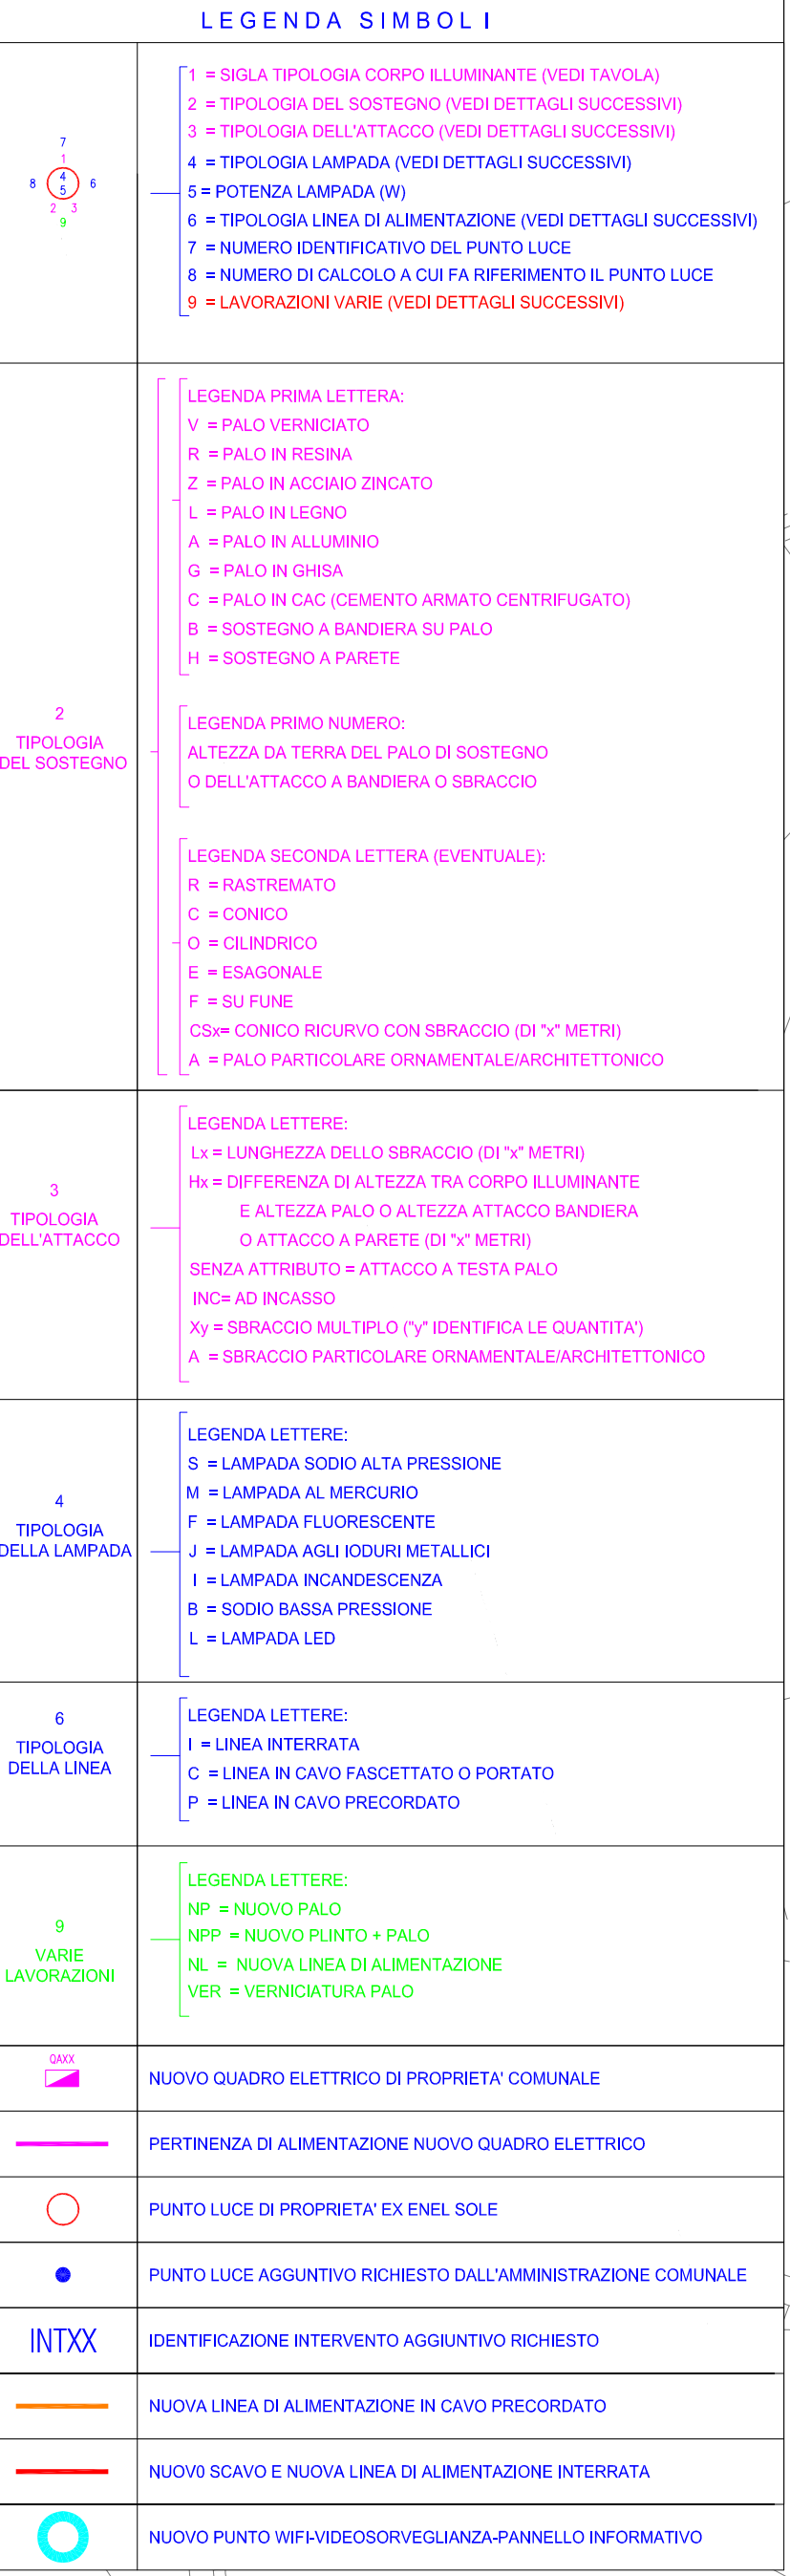 LEGENDA SIMBOLI
7
1
8
4
6
5
2 3
9
1 = SIGLA TIPOLOGIA CORPO ILLUMINANTE (VEDI TAVOLA)
2 = TIPOLOGIA DEL SOSTEGNO (VEDI DETTAGLI SUCCESSIVI)
3 = TIPOLOGIA DELL'ATTACCO (VEDI DETTAGLI SUCCESSIVI)
4 = TIPOLOGIA LAMPADA (VEDI DETTAGLI SUCCESSIVI)
5 = POTENZA LAMPADA (W)
6 = TIPOLOGIA LINEA DI ALIMENTAZIONE (VEDI DETTAGLI SUCCESSIVI)
7 = NUMERO IDENTIFICATIVO DEL PUNTO LUCE
8 = NUMERO DI CALCOLO A CUI FA RIFERIMENTO IL PUNTO LUCE
9 = LAVORAZIONI VARIE (VEDI DETTAGLI SUCCESSIVI)
2
TIPOLOGIA
DEL SOSTEGNO
LEGENDA PRIMA LETTERA:
V = PALO VERNICIATO
R = PALO IN RESINA
Z = PALO IN ACCIAIO ZINCATO
L = PALO IN LEGNO
A = PALO IN ALLUMINIO
G = PALO IN GHISA
C = PALO IN CAC (CEMENTO ARMATO CENTRIFUGATO)
B = SOSTEGNO A BANDIERA SU PALO
H = SOSTEGNO A PARETE
LEGENDA PRIMO NUMERO:
ALTEZZA DA TERRA DEL PALO DI SOSTEGNO
O DELL'ATTACCO A BANDIERA O SBRACCIO
LEGENDA SECONDA LETTERA (EVENTUALE):
R = RASTREMATO
C = CONICO
O = CILINDRICO
E = ESAGONALE
F = SU FUNE
CSx= CONICO RICURVO CON SBRACCIO (DI "x" METRI)
A = PALO PARTICOLARE ORNAMENTALE/ARCHITETTONICO
3
TIPOLOGIA
DELL'ATTACCO
LEGENDA LETTERE:
Lx = LUNGHEZZA DELLO SBRACCIO (DI "x" METRI)
Hx = DIFFERENZA DI ALTEZZA TRA CORPO ILLUMINANTE
E ALTEZZA PALO O ALTEZZA ATTACCO BANDIERA
O ATTACCO A PARETE (DI "x" METRI)
SENZA ATTRIBUTO = ATTACCO A TESTA PALO
INC= AD INCASSO
Xy = SBRACCIO MULTIPLO ("y" IDENTIFICA LE QUANTITA')
A = SBRACCIO PARTICOLARE ORNAMENTALE/ARCHITETTONICO
4
TIPOLOGIA
DELLA LAMPADA
LEGENDA LETTERE:
S = LAMPADA SODIO ALTA PRESSIONE
M = LAMPADA AL MERCURIO
F = LAMPADA FLUORESCENTE
J = LAMPADA AGLI IODURI METALLICI
I = LAMPADA INCANDESCENZA
B = SODIO BASSA PRESSIONE
L = LAMPADA LED
6
TIPOLOGIA
DELLA LINEA
LEGENDA LETTERE:
I = LINEA INTERRATA
C = LINEA IN CAVO FASCETTATO O PORTATO
P = LINEA IN CAVO PRECORDATO
9
VARIE
LAVORAZIONI
LEGENDA LETTERE:
NP = NUOVO PALO
NPP = NUOVO PLINTO + PALO
NL = NUOVA LINEA DI ALIMENTAZIONE
VER = VERNICIATURA PALO
QAXX
NUOVO QUADRO ELETTRICO DI PROPRIETA' COMUNALE
PERTINENZA DI ALIMENTAZIONE NUOVO QUADRO ELETTRICO
PUNTO LUCE DI PROPRIETA' EX ENEL SOLE
PUNTO LUCE AGGUNTIVO RICHIESTO DALL'AMMINISTRAZIONE COMUNALE
INTXX
IDENTIFICAZIONE INTERVENTO AGGIUNTIVO RICHIESTO
NUOVA LINEA DI ALIMENTAZIONE IN CAVO PRECORDATO
NUOV0 SCAVO E NUOVA LINEA DI ALIMENTAZIONE INTERRATA
NUOVO PUNTO WIFI-VIDEOSORVEGLIANZA-PANNELLO INFORMATIVO